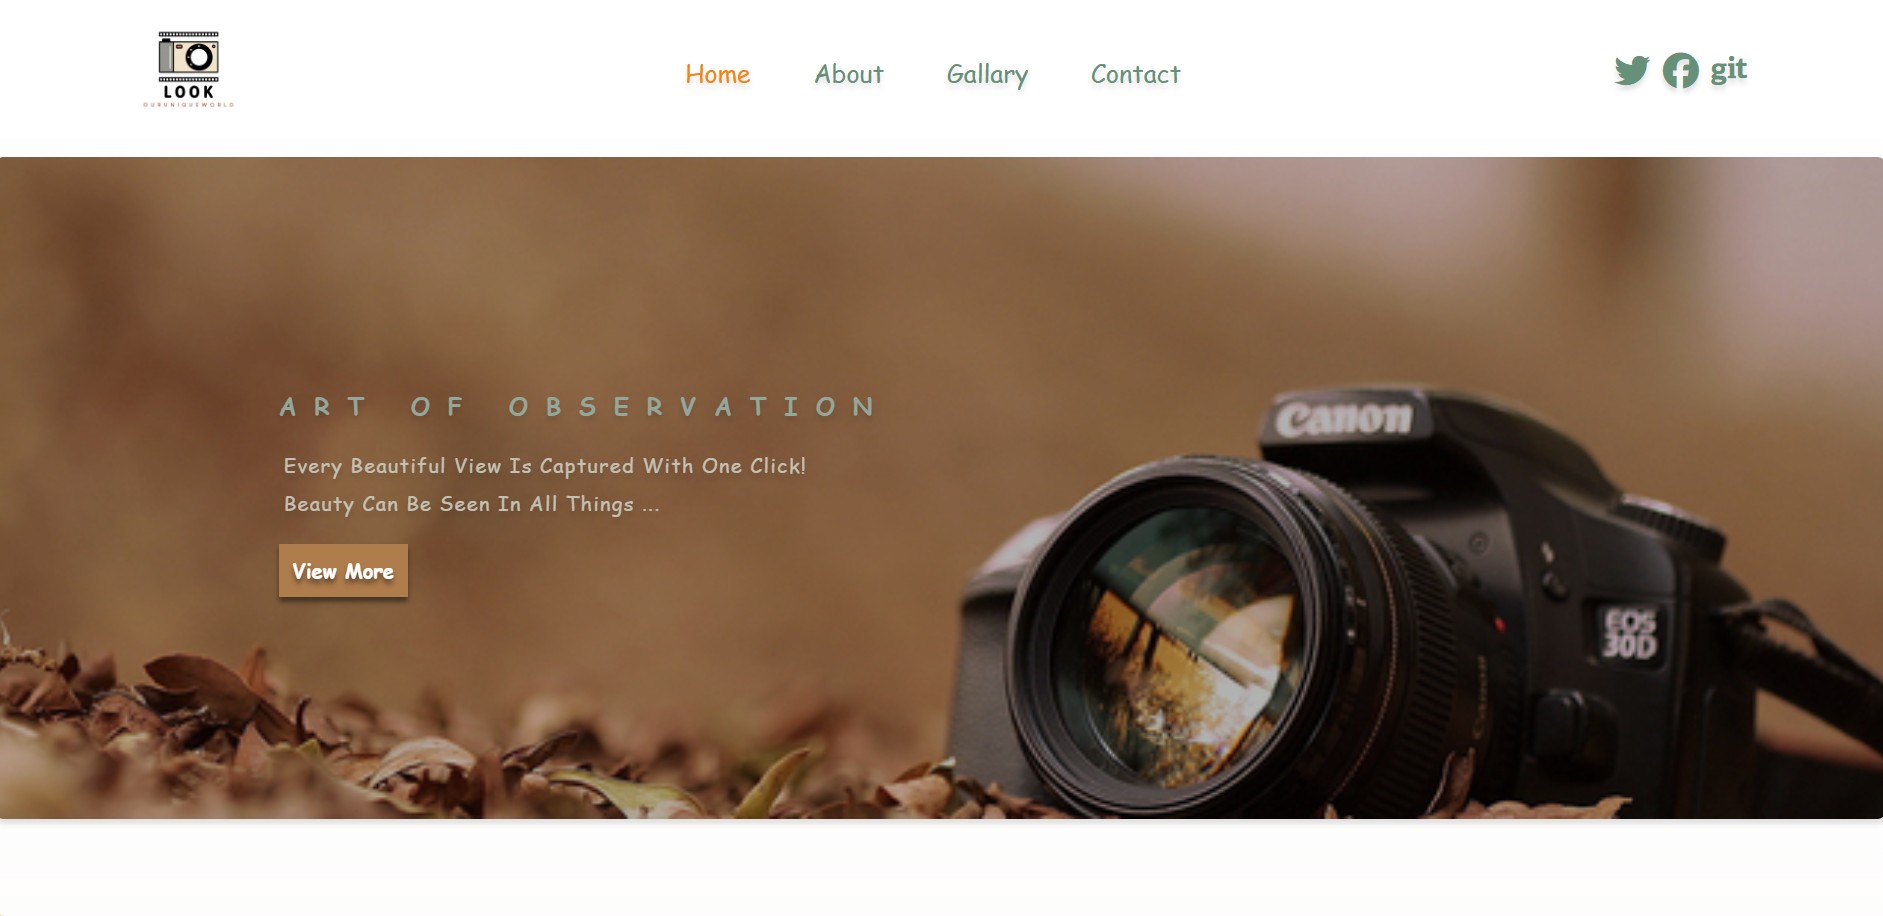 LOOK
OURUNIQUEWORLD
Home About Gallary Contact
git
ART OF OBSERVATION
Every Beautiful View Is Captured With One Click!
Beauty Can Be Seen In All Things ...
View More
Canon
EOS
30D